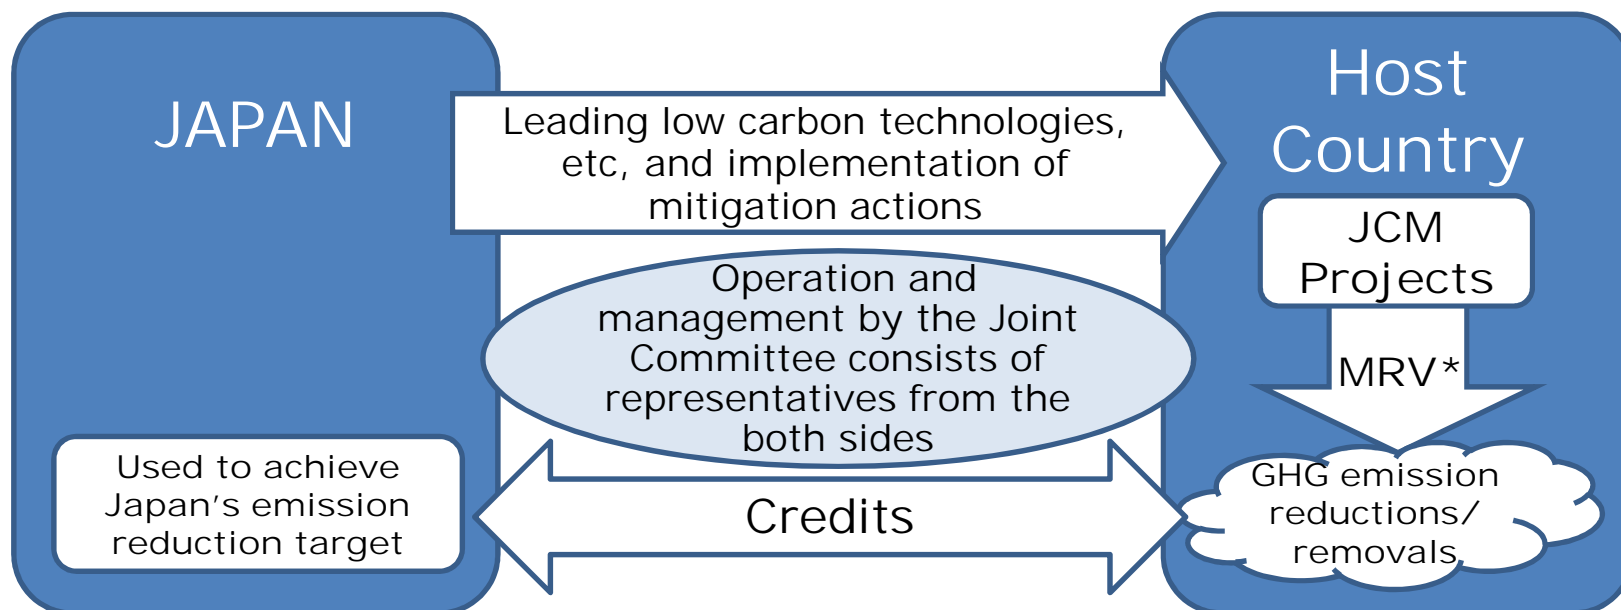 JAPAN
Leading low carbon technologies,
etc, and implementation of
mitigation actions
Host
Country
JCM
Projects
Operation and
management by the Joint
Committee consists of
representatives from the
both sides
MRV*
Used to achieve
Japan’s emission
reduction target
Credits
GHG emission
reductions/
removals